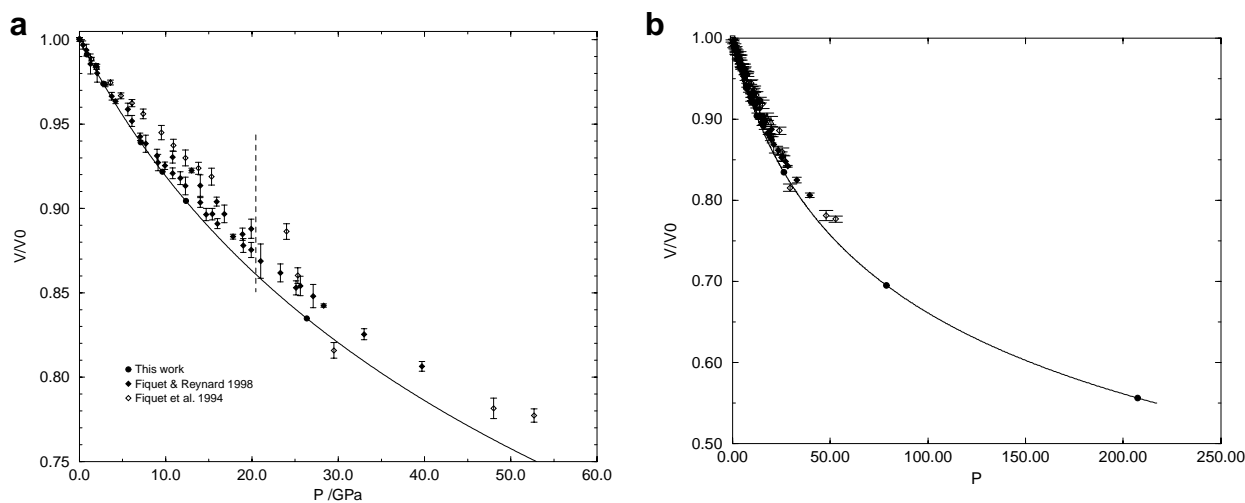 a
1.00
0.95
0.90
0.85
0.80
0.75
V/V0
This work
Fiquet & Reynard 1998
Fiquet et al. 1994
0.0 10.0 20.0 30.0 40.0 50.0 60.0
P /GPa
b
1.00
0.90
0.80
0.70
0.60
0.50
V/V0
0.00 50.00 100.00 150.00 200.00 250.00
P